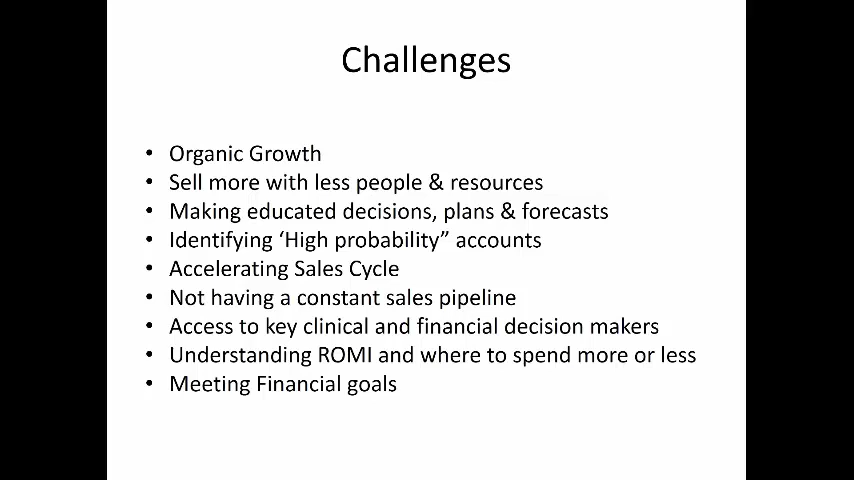 Challenges
• Organic Growth
• Sell more with less people & resources
• Making educated decisions, plans & forecasts
• Identifying ‘High probability” accounts
• Accelerating Sales Cycle
• Not having a constant sales pipeline
• Access to key clinical and financial decision makers
• Understanding ROMI and where to spend more or less
• Meeting Financial goals